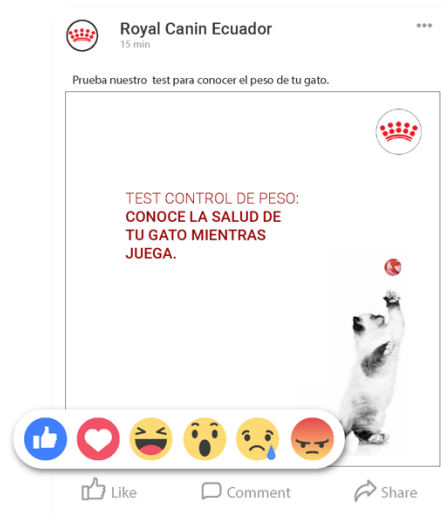 Royal Canin Ecuador
15 min
Prueba nuestro test para conocer el peso de tu gato.
TEST CONTROL DE PESO:
CONOCE LA SALUD DE
TU GATO MIENTRAS
JUEGA.
Like Comment Share